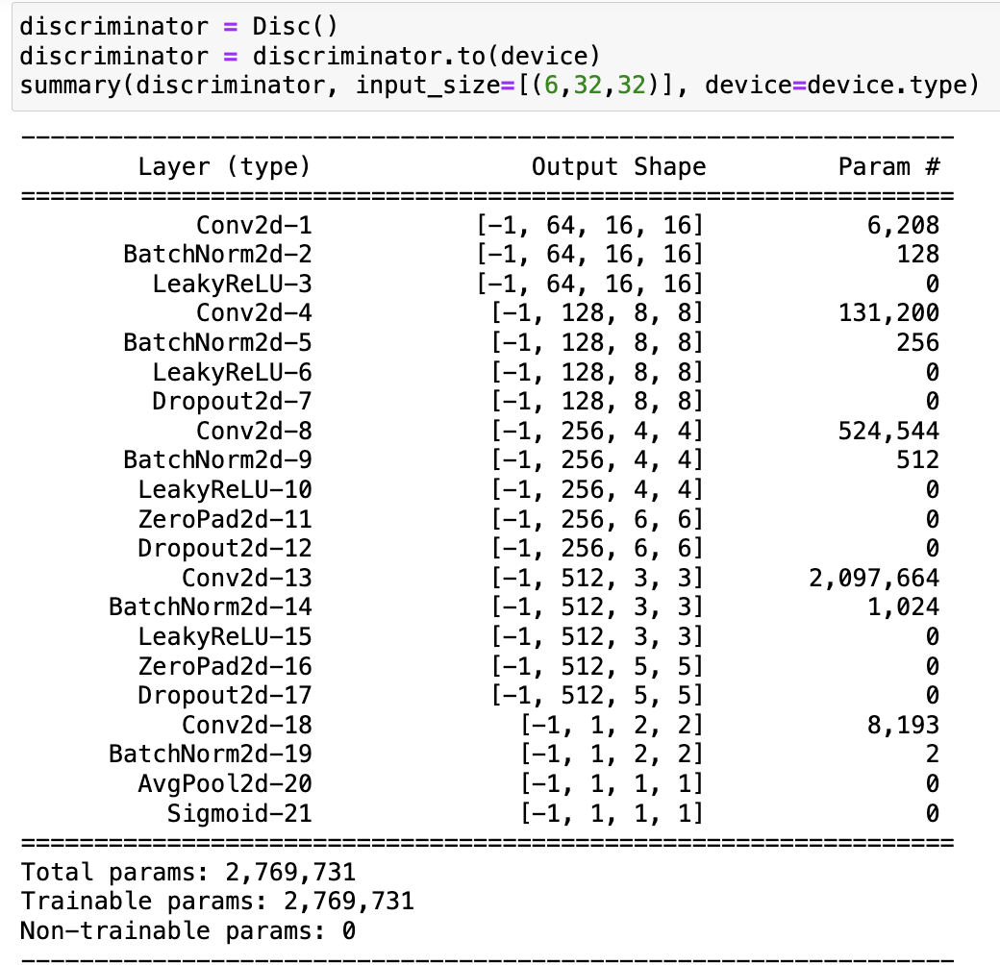 discriminator = Disc()
discriminator = discriminator.to(device)
summary(discriminator, input_size=[(6,32,32)], device=device.type)
----------------------------------------------------------------
Layer (type) Output Shape Param #
================================================================
Conv2d-1 [-1, 64, 16, 16] 6,208
BatchNorm2d-2 [-1, 64, 16, 16] 128
LeakyReLU-3 [-1, 64, 16, 16] 0
Conv2d-4 [-1, 128, 8, 8] 131,200
BatchNorm2d-5 [-1, 128, 8, 8] 256
LeakyReLU-6 [-1, 128, 8, 8] 0
Dropout2d-7 [-1, 128, 8, 8] 0
Conv2d-8 [-1, 256, 4, 4] 524,544
BatchNorm2d-9 [-1, 256, 4, 4] 512
LeakyReLU-10 [-1, 256, 4, 4] 0
ZeroPad2d-11 [-1, 256, 6, 6] 0
Dropout2d-12 [-1, 256, 6, 6] 0
Conv2d-13 [-1, 512, 3, 3] 2,097,664
BatchNorm2d-14 [-1, 512, 3, 3] 1,024
LeakyReLU-15 [-1, 512, 3, 3] 0
ZeroPad2d-16 [-1, 512, 5, 5] 0
Dropout2d-17 [-1, 512, 5, 5] 0
Conv2d-18 [-1, 1, 2, 2] 8,193
BatchNorm2d-19 [-1, 1, 2, 2] 2
AvgPool2d-20 [-1, 1, 1, 1] 0
Sigmoid-21 [-1, 1, 1, 1] 0
================================================================
Total params: 2,769,731
Trainable params: 2,769,731
Non-trainable params: 0
----------------------------------------------------------------